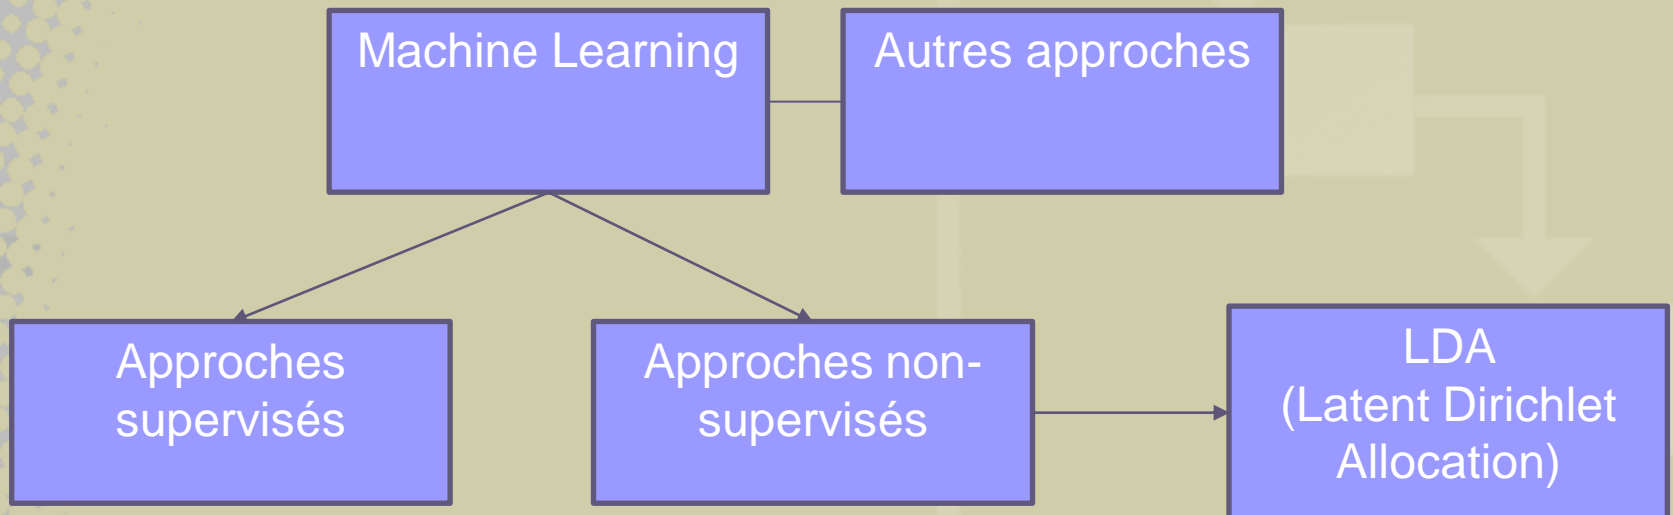 Machine Learning
Autres approches
Approches
supervisés
Approches non-
supervisés
LDA
(Latent Dirichlet
Allocation)